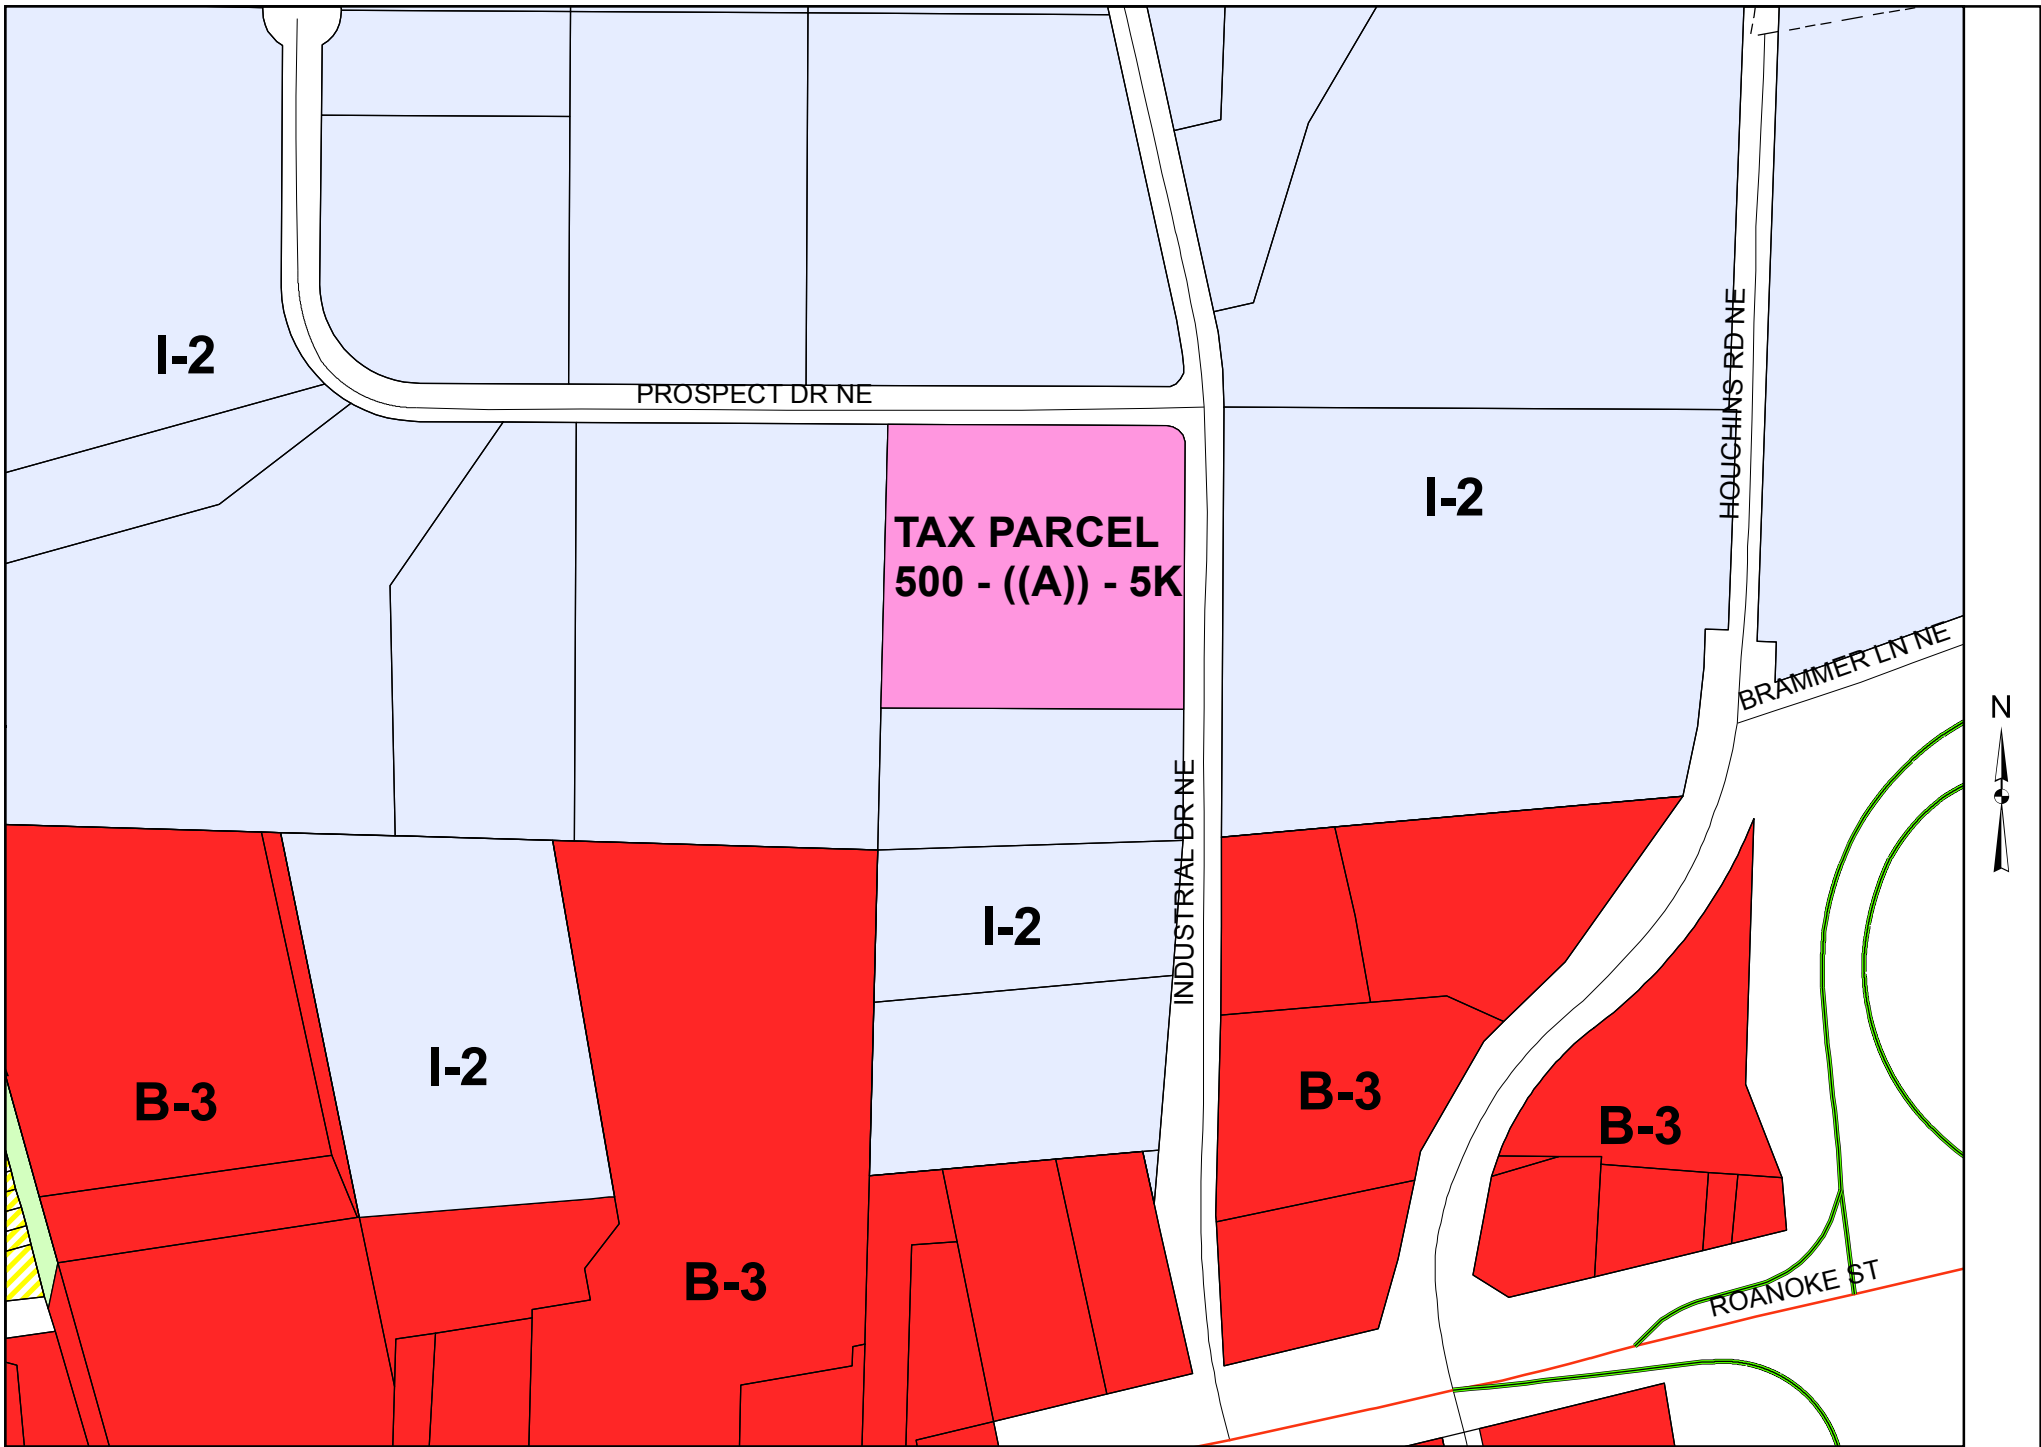 I-2
PROSPECT DR NE
HOUCHINS RD NE
I-2
TAX PARCEL
500 - ((A)) - 5K
BRAMMER LN NE
N
INDUSTRIAL DR NE
I-2
I-2
B-3
B-3
B-3
B-3
ROANOKE ST